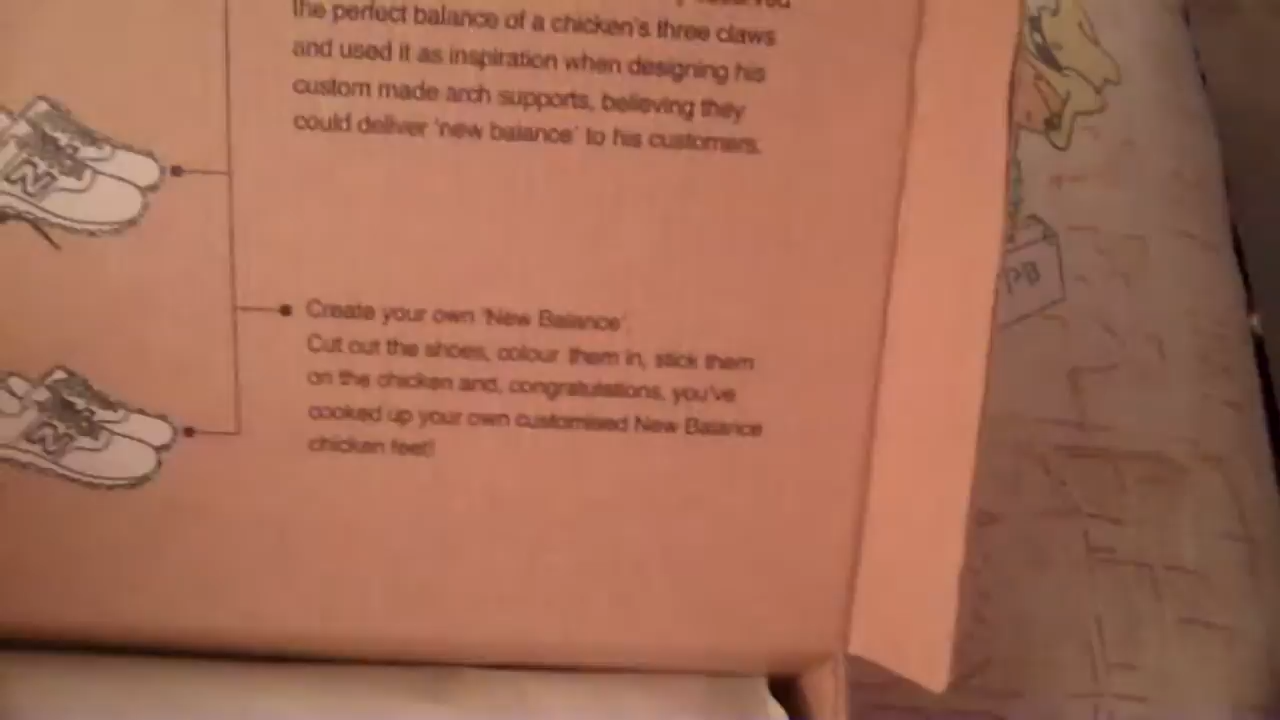 the perfect balance of a chicken's three claws
and used it as inspiration when designing his
custom made arch supports, believing they
could deliver 'new balance' to his customers.
N
PB
Create your own 'New Balance'.
Cut out the shoes, colour them in, stick them
on the chicken and, congratulations, you've
cooked up your own customised New Balance
chicken feet!
N